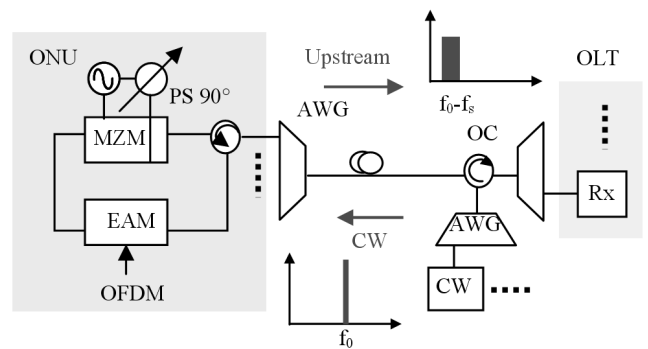 ONU
Upstream
OLT
PS 90°
AWG
f0-fs
MZM
OC
Rx
EAM
CW
AWG
CW
OFDM
f0